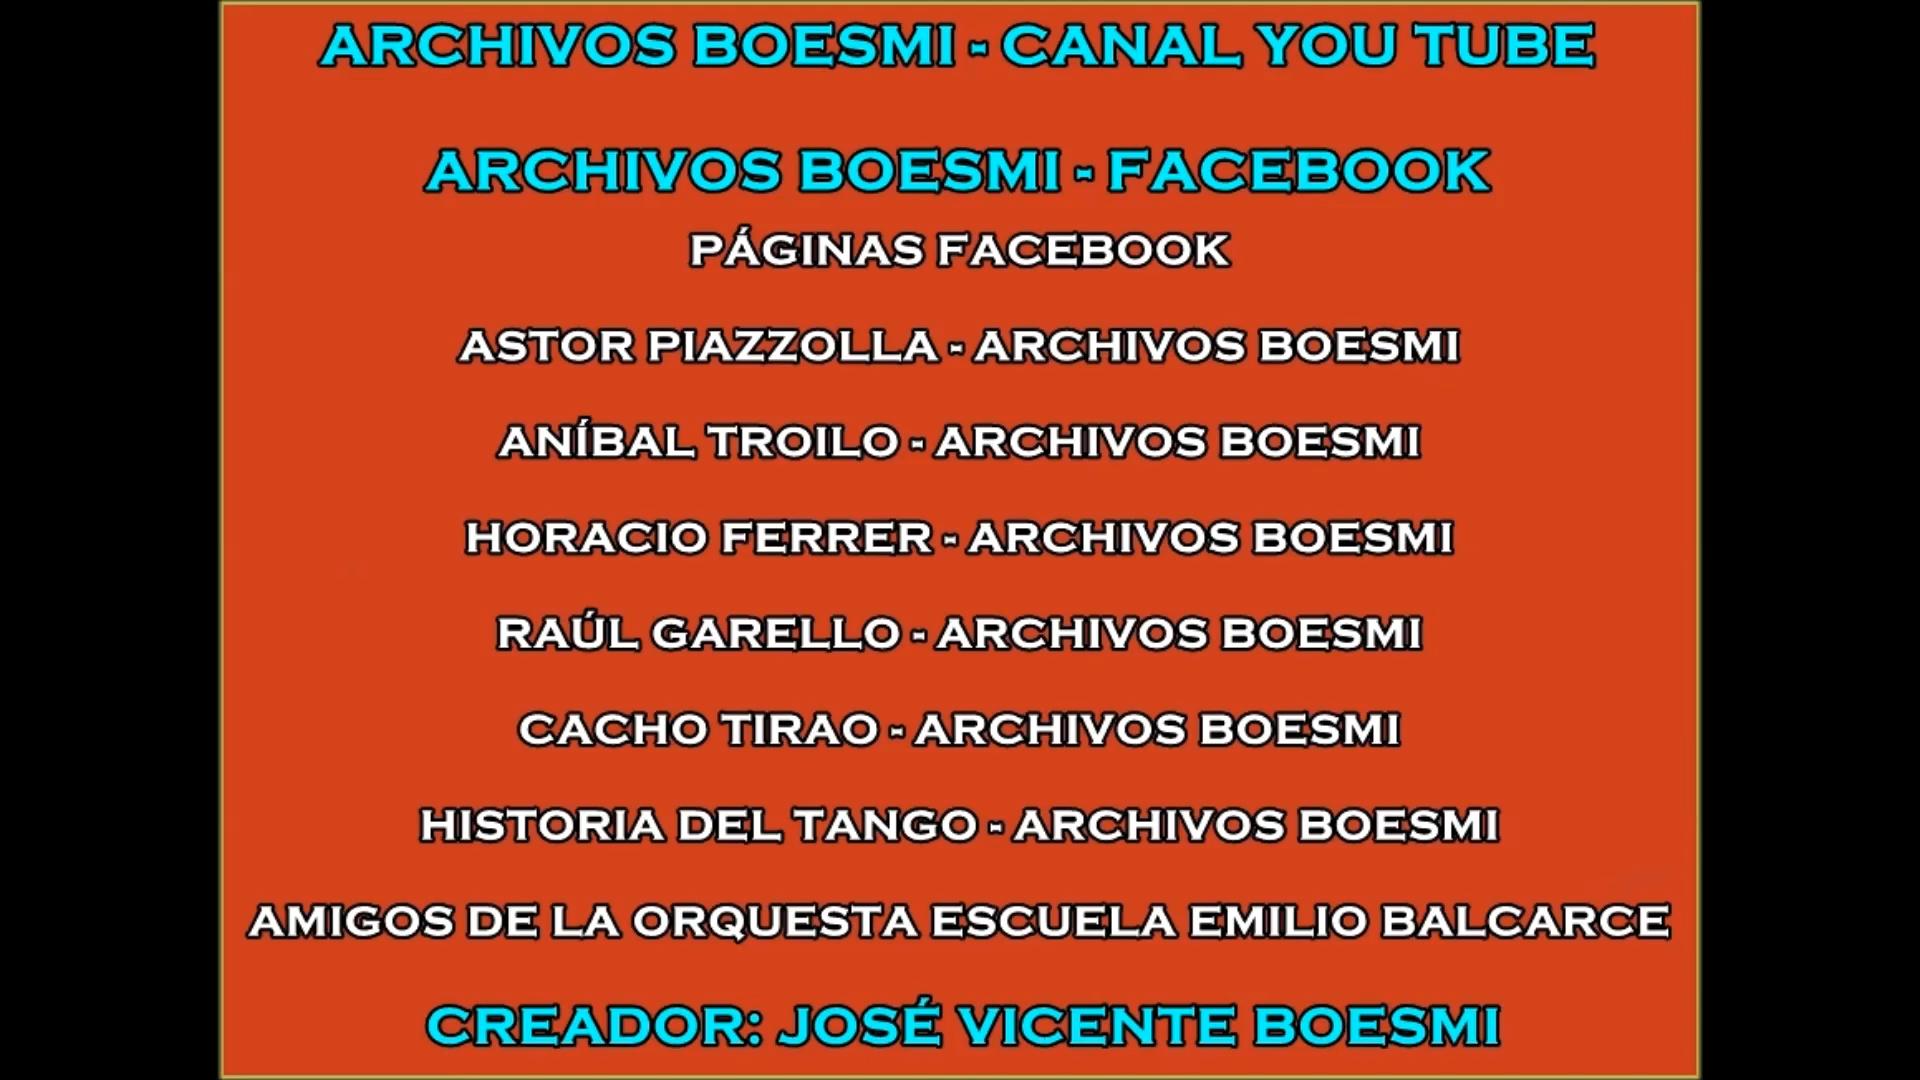 ARCHIVOS BOESMI - CANAL YOU TUBE
ARCHIVOS BOESMI - FACEBOOK
PÁGINAS FACEBOOK
ASTOR PIAZZOLLA - ARCHIVOS BOESMI
ANÍBAL TROILO - ARCHIVOS BOESMI
HORACIO FERRER - ARCHIVOS BOESMI
RAÚL GARELLO - ARCHIVOS BOESMI
CACHO TIRAO - ARCHIVOS BOESMI
HISTORIA DEL TANGO - ARCHIVOS BOESMI
AMIGOS DE LA ORQUESTA ESCUELA EMILIO BALCARCE
CREADOR: JOSÉ VICENTE BOESMI